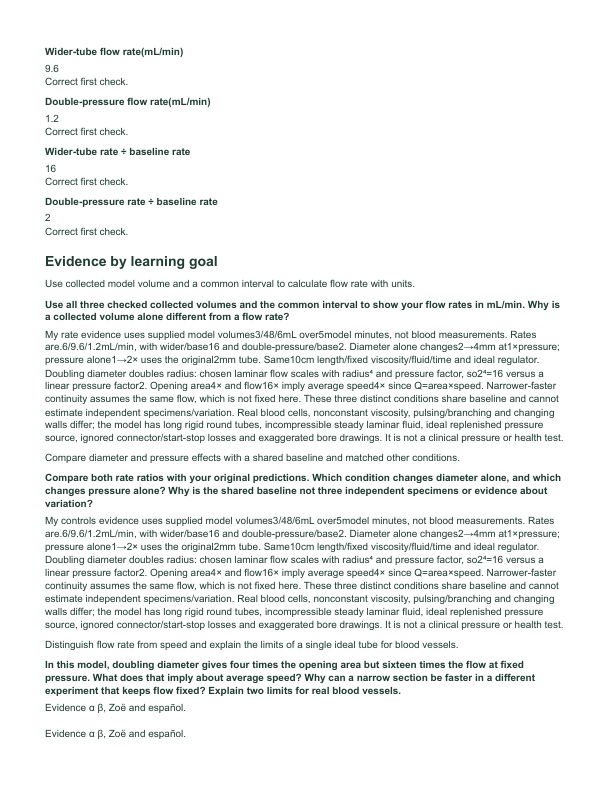 Wider-tube flow rate(mL/min)
9.6
Correct first check.
Double-pressure flow rate(mL/min)
1.2
Correct first check.
Wider-tube rate ÷ baseline rate
16
Correct first check.
Double-pressure rate ÷ baseline rate
2
Correct first check.
Evidence by learning goal
Use collected model volume and a common interval to calculate flow rate with units.
Use all three checked collected volumes and the common interval to show your flow rates in mL/min. Why is
a collected volume alone different from a flow rate?
My rate evidence uses supplied model volumes3/48/6mL over5model minutes, not blood measurements. Rates
are.6/9.6/1.2mL/min, with wider/base16 and double-pressure/base2. Diameter alone changes2→4mm at1×pressure;
pressure alone1→2× uses the original2mm tube. Same10cm length/fixed viscosity/fluid/time and ideal regulator.
Doubling diameter doubles radius: chosen laminar flow scales with radius⁴ and pressure factor, so2⁴=16 versus a
linear pressure factor2. Opening area4× and flow16× imply average speed4× since Q=area×speed. Narrower-faster
continuity assumes the same flow, which is not fixed here. These three distinct conditions share baseline and cannot
estimate independent specimens/variation. Real blood cells, nonconstant viscosity, pulsing/branching and changing
walls differ; the model has long rigid round tubes, incompressible steady laminar fluid, ideal replenished pressure
source, ignored connector/start-stop losses and exaggerated bore drawings. It is not a clinical pressure or health test.
Compare diameter and pressure effects with a shared baseline and matched other conditions.
Compare both rate ratios with your original predictions. Which condition changes diameter alone, and which
changes pressure alone? Why is the shared baseline not three independent specimens or evidence about
variation?
My controls evidence uses supplied model volumes3/48/6mL over5model minutes, not blood measurements. Rates
are.6/9.6/1.2mL/min, with wider/base16 and double-pressure/base2. Diameter alone changes2→4mm at1×pressure;
pressure alone1→2× uses the original2mm tube. Same10cm length/fixed viscosity/fluid/time and ideal regulator.
Doubling diameter doubles radius: chosen laminar flow scales with radius⁴ and pressure factor, so2⁴=16 versus a
linear pressure factor2. Opening area4× and flow16× imply average speed4× since Q=area×speed. Narrower-faster
continuity assumes the same flow, which is not fixed here. These three distinct conditions share baseline and cannot
estimate independent specimens/variation. Real blood cells, nonconstant viscosity, pulsing/branching and changing
walls differ; the model has long rigid round tubes, incompressible steady laminar fluid, ideal replenished pressure
source, ignored connector/start-stop losses and exaggerated bore drawings. It is not a clinical pressure or health test.
Distinguish flow rate from speed and explain the limits of a single ideal tube for blood vessels.
In this model, doubling diameter gives four times the opening area but sixteen times the flow at fixed
pressure. What does that imply about average speed? Why can a narrow section be faster in a different
experiment that keeps flow fixed? Explain two limits for real blood vessels.
Evidence α β, Zoë and español.
Evidence α β, Zoë and español.